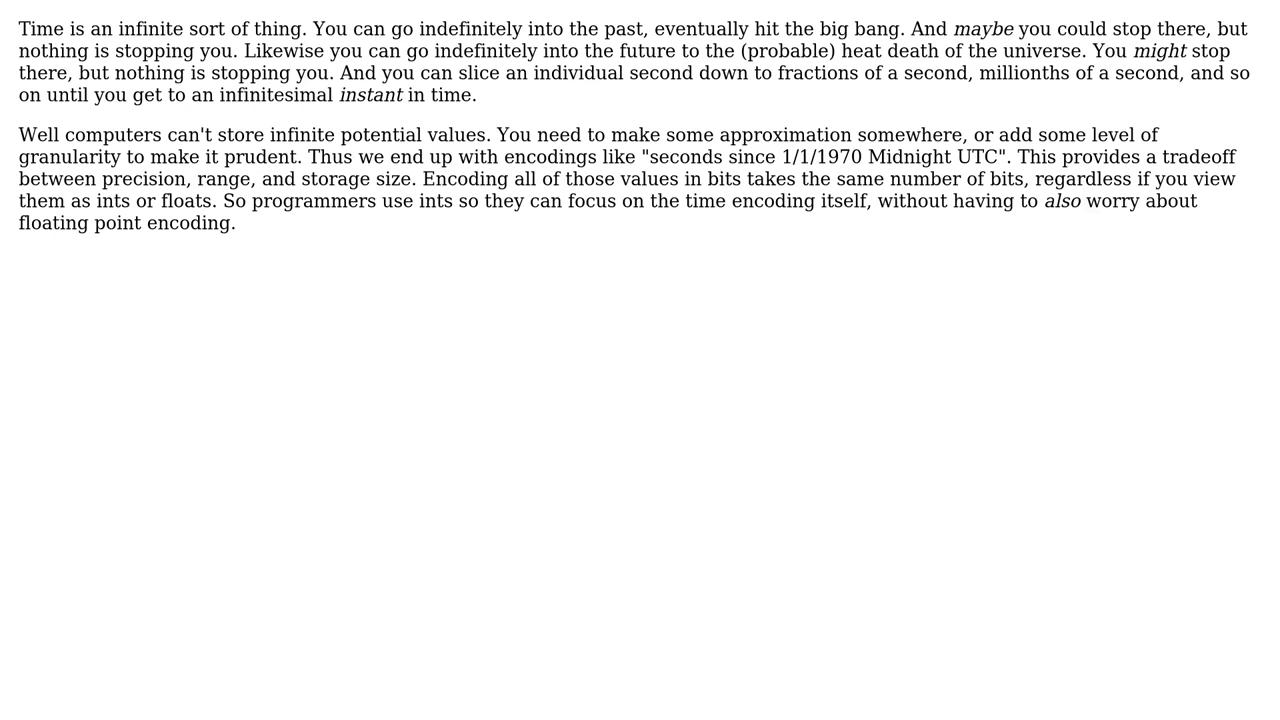 Time is an infinite sort of thing. You can go indefinitely into the past, eventually hit the big bang. And maybe you could stop there, but
nothing is stopping you. Likewise you can go indefinitely into the future to the (probable) heat death of the universe. You might stop
there, but nothing is stopping you. And you can slice an individual second down to fractions of a second, millionths of a second, and so
on until you get to an infinitesimal instant in time.
Well computers can't store infinite potential values. You need to make some approximation somewhere, or add some level of
granularity to make it prudent. Thus we end up with encodings like "seconds since 1/1/1970 Midnight UTC". This provides a tradeoff
between precision, range, and storage size. Encoding all of those values in bits takes the same number of bits, regardless if you view
them as ints or floats. So programmers use ints so they can focus on the time encoding itself, without having to also worry about
floating point encoding.